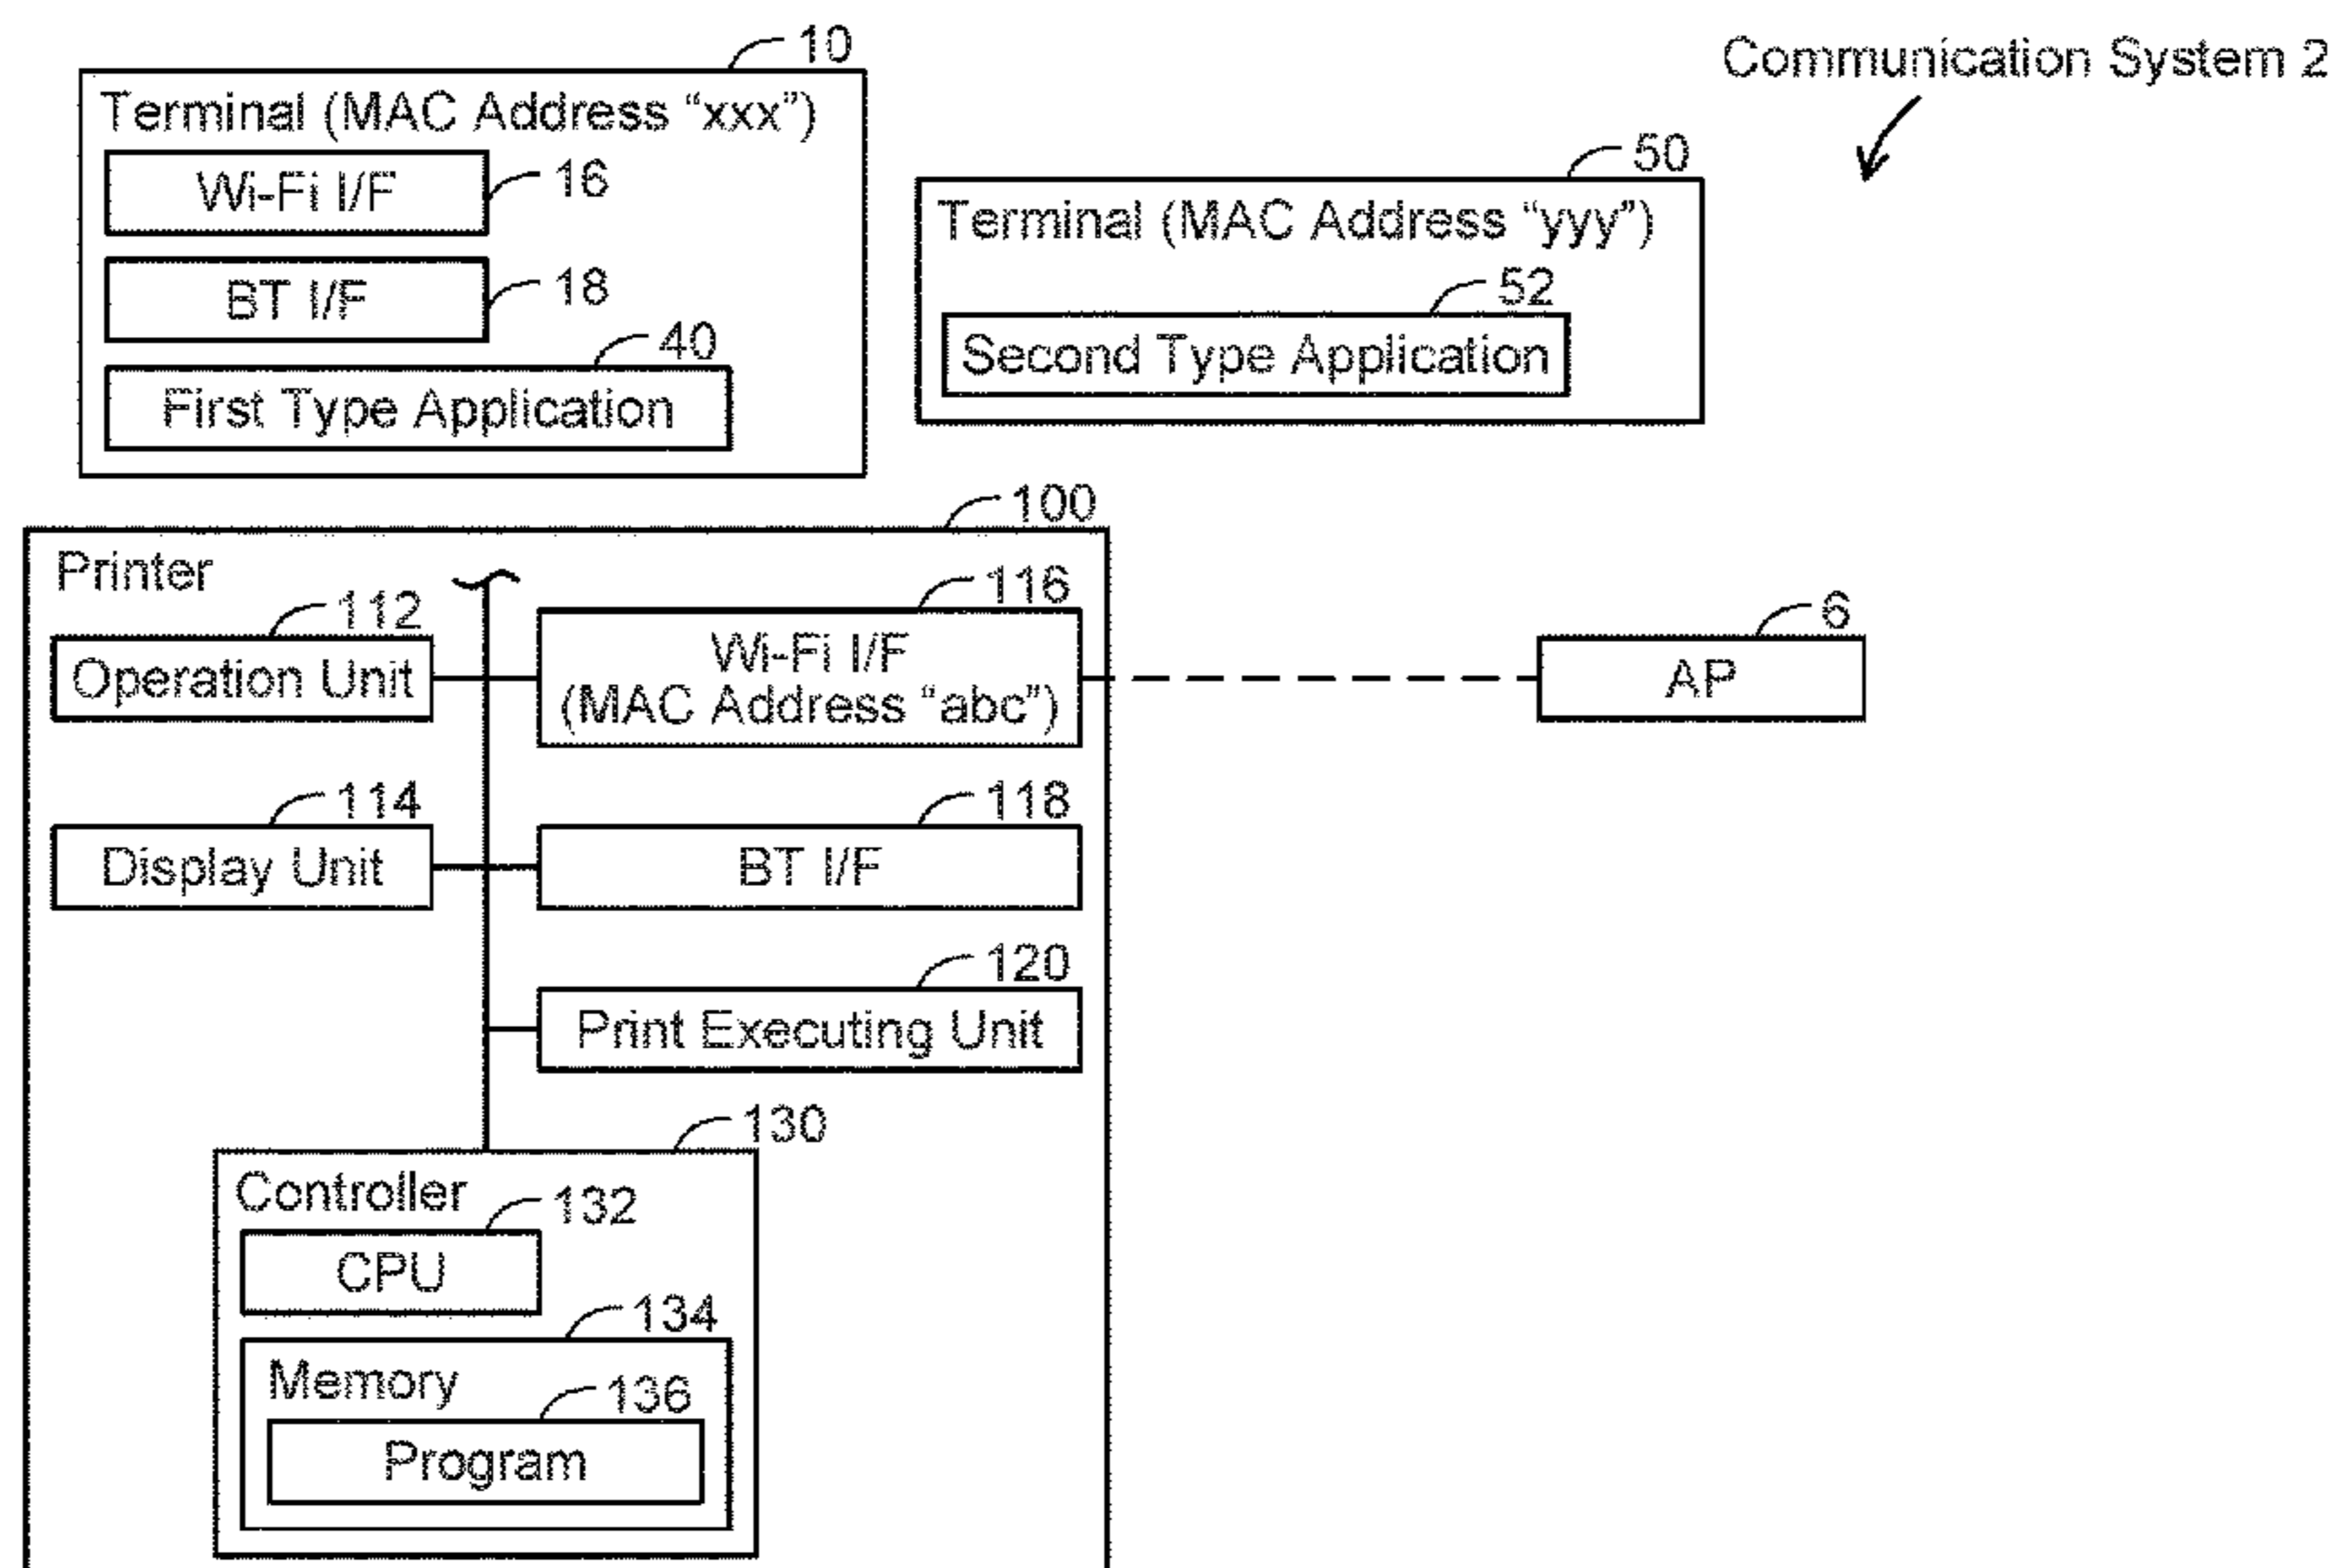 Communication System 2
10
Terminal (MAC Address “xxx”)
Wi-Fi I/F
16
BT I/F
18
40
First Type Application
50
Terminal (MAC Address “yyy”)
52
Second Type Application
100
Printer
112
Operation Unit
116
Wi-Fi I/F
(MAC Address “abc”)
6
AP
114
Display Unit
118
BT I/F
120
Print Executing Unit
130
Controller
132
CPU
134
Memory
136
Program